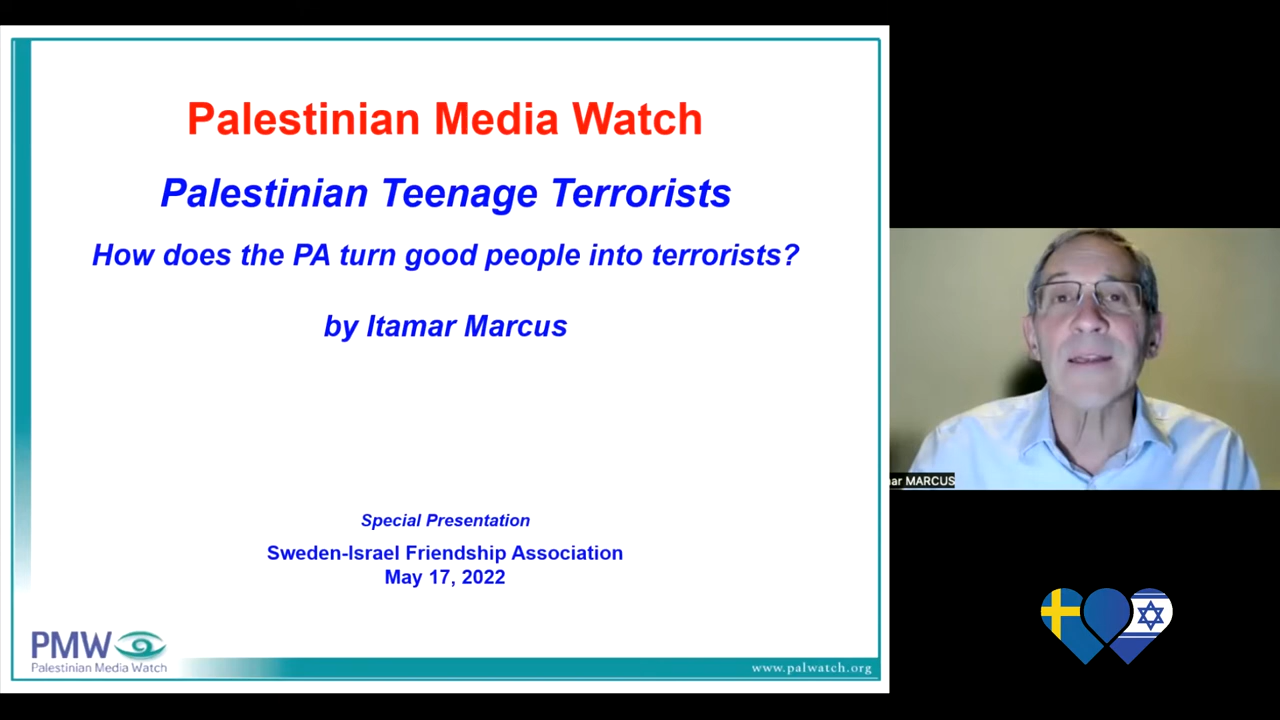 Palestinian Media Watch
Palestinian Teenage Terrorists
How does the PA turn good people into terrorists?
by Itamar Marcus
Special Presentation
Sweden-Israel Friendship Association
May 17, 2022
PMW
Palestinian Media Watch
www.palwatch.org
MARCUS